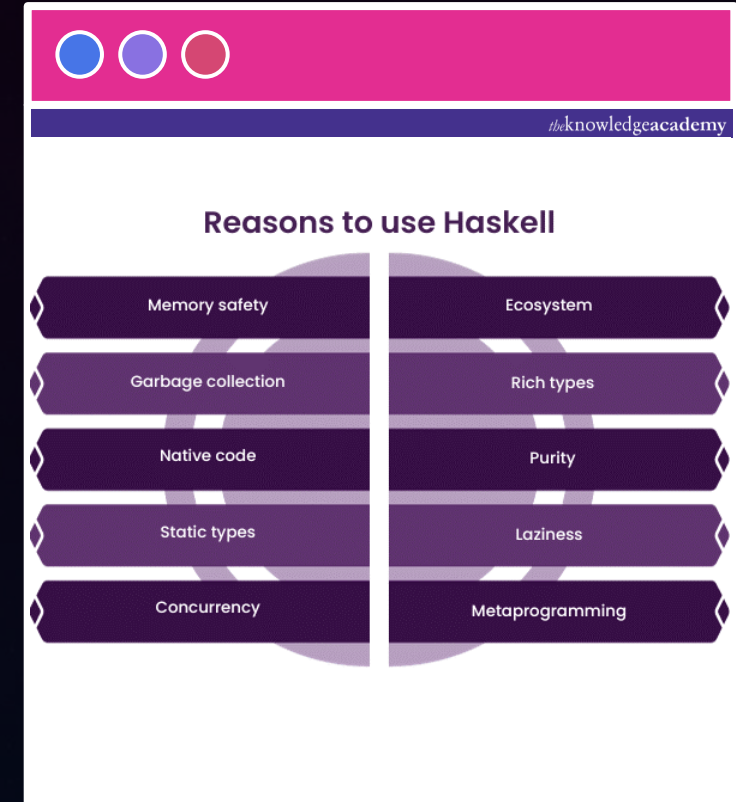 theknowledgeacademy
Reasons to use Haskell
Memory safety
Ecosystem
Garbage collection
Rich types
Native code
Purity
Static types
Laziness
Concurrency
Metaprogramming